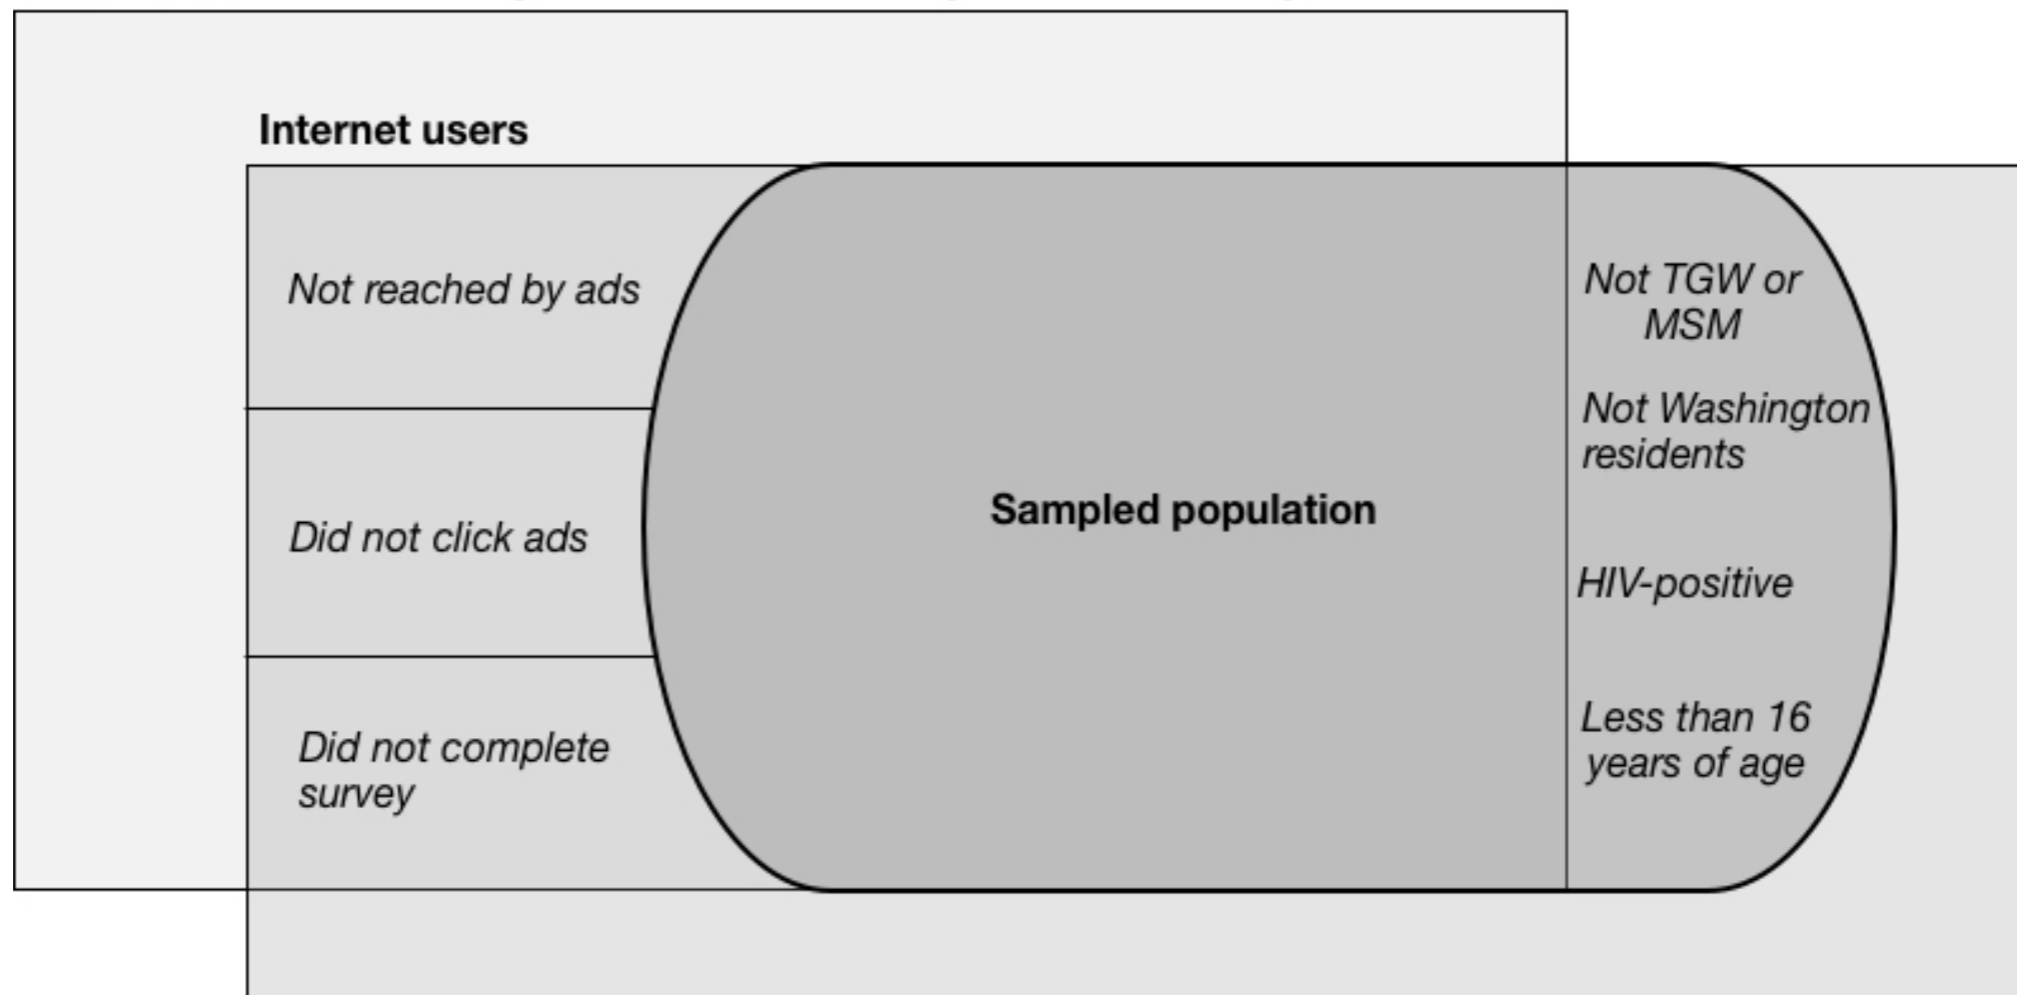 Internet users
Not reached by ads
Did not click ads
Did not complete
survey
Sampled population
Not TGW or
MSM
Not Washington
residents
HIV-positive
Less than 16
years of age